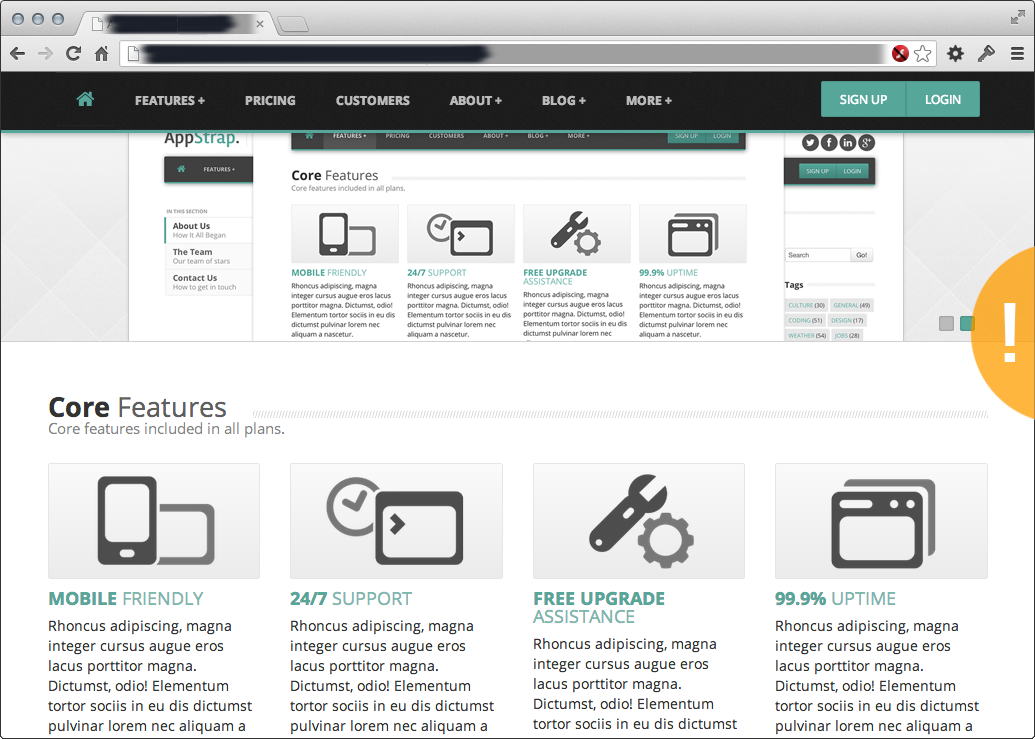 FEATURES + PRICING CUSTOMERS ABOUT + BLOG + MORE + SIGN UP LOGIN
AppStrap.
FEATURES +
IN THIS SECTION
About Us
How It All Began
The Team
Our team of stars
Contact Us
How to get in touch
FEATURES + PRICING CUSTOMERS ABOUT + BLOG + MORE + SIGN UP LOGIN
Core Features
Core features included in all plans.
MOBILE FRIENDLY
Rhoncus adipiscing, magna
integer cursus augue eros
lacus porttitor magna.
Dictumst, odio!
Elementum tortor sociis in eu dis
dictumst pulvinar lorem nec
aliquam a nascetur.
24/7 SUPPORT
Rhoncus adipiscing, magna
integer cursus augue eros lacus
porttitor magna. Dictumst, odio!
Elementum tortor sociis in eu dis
dictumst pulvinar lorem nec
aliquam a nascetur.
FREE UPGRADE
ASSISTANCE
Rhoncus adipiscing, magna
integer cursus augue eros lacus
porttitor magna. Dictumst, odio!
Elementum tortor sociis in eu dis
dictumst pulvinar lorem nec
99.9% UPTIME
Rhoncus adipiscing, magna
integer cursus augue eros lacus
porttitor magna. Dictumst, odio!
Elementum tortor sociis in eu dis
dictumst pulvinar lorem nec
aliquam a nascetur.
SIGN UP LOGIN
Search Go!
Tags
CULTURE (30) GENERAL (49)
CODING (51) DESIGN (17)
WEATHER (54) JOBS (28)
!
Core Features
Core features included in all plans.
MOBILE FRIENDLY
Rhoncus adipiscing, magna
integer cursus augue eros
lacus porttitor magna.
Dictumst, odio! Elementum
tortor sociis in eu dis dictumst
pulvinar lorem nec aliquam a
24/7 SUPPORT
Rhoncus adipiscing, magna
integer cursus augue eros
lacus porttitor magna.
Dictumst, odio! Elementum
tortor sociis in eu dis dictumst
pulvinar lorem nec aliquam a
FREE UPGRADE
ASSISTANCE
Rhoncus adipiscing, magna
integer cursus augue eros
lacus porttitor magna.
Dictumst, odio! Elementum
tortor sociis in eu dis dictumst
99.9% UPTIME
Rhoncus adipiscing, magna
integer cursus augue eros
lacus porttitor magna.
Dictumst, odio! Elementum
tortor sociis in eu dis dictumst
pulvinar lorem nec aliquam a